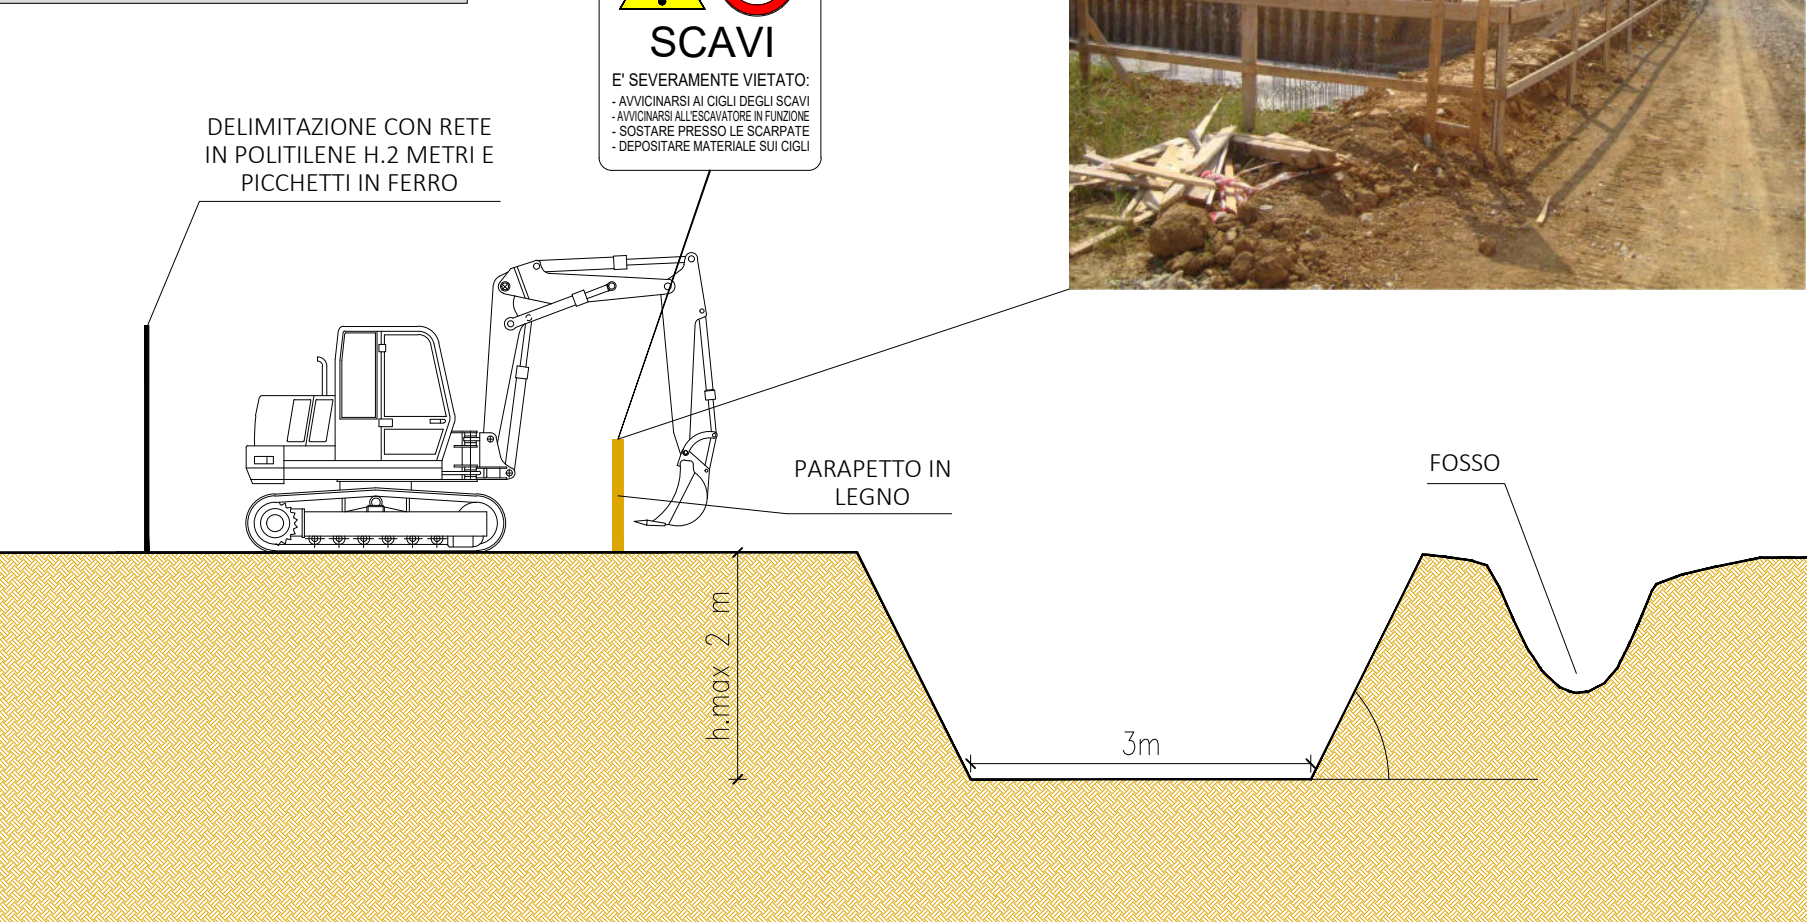 SCAVI
E' SEVERAMENTE VIETATO:
- AVVICINARSI AI CIGLI DEGLI SCAVI
- AVVICINARSI ALL'ESCAVATORE IN FUNZIONE
- SOSTARE PRESSO LE SCARPATE
- DEPOSITARE MATERIALE SUI CIGLI
DELIMITAZIONE CON RETE
IN POLITILENE H.2 METRI E
PICCHETTI IN FERRO
PARAPETTO IN
LEGNO
FOSSO
h.max 2 m
3m